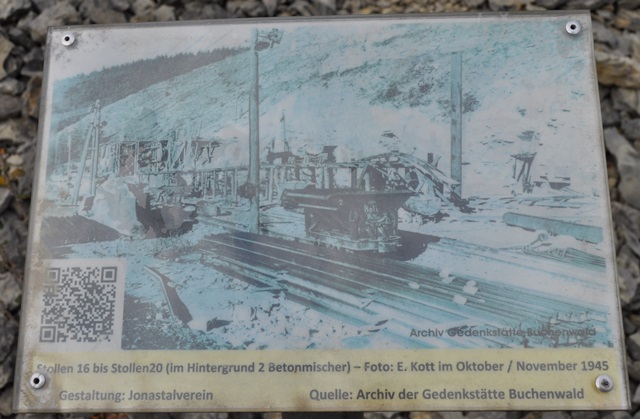 Archiv Gedenkstätte Buchenwald
Stollen 16 bis Stollen20 (im Hintergrund 2 Betonmischer) – Foto: E. Kott im Oktober / November 1945
Gestaltung: Jonastalverein Quelle: Archiv der Gedenkstätte Buchenwald